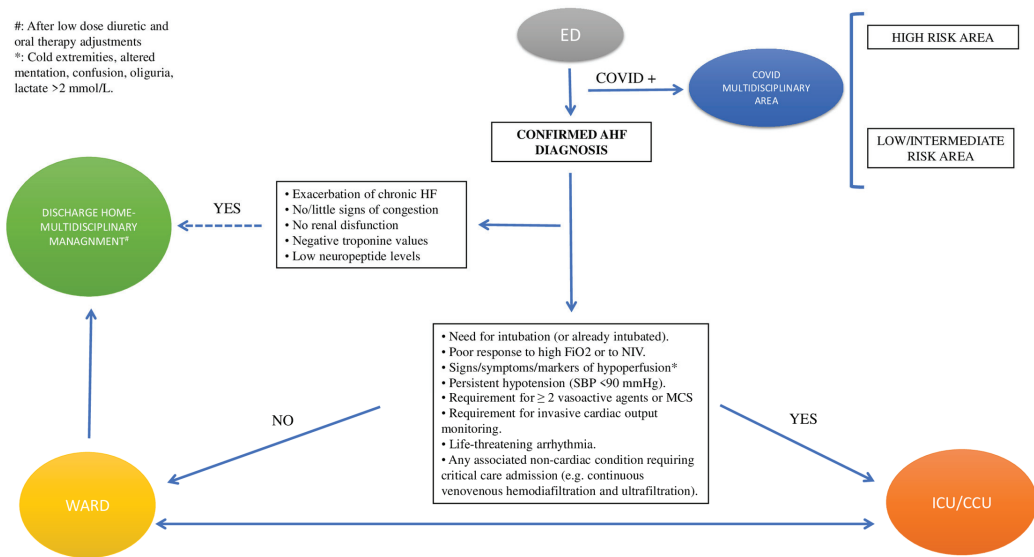 #: After low dose diuretic and
oral therapy adjustments
*: Cold extremities, altered
mentation, confusion, oliguria,
lactate >2 mmol/L.
ED
COVID +
COVID
MULTIDISCIPLINARY
AREA
HIGH RISK AREA
LOW/INTERMEDIATE
RISK AREA
CONFIRMED AHF
DIAGNOSIS
• Exacerbation of chronic HF
• No/little signs of congestion
• No renal disfunction
• Negative troponine values
• Low neuropeptide levels
YES
DISCHARGE HOME-
MULTIDISCIPLINARY
MANAGNMENT#
• Need for intubation (or already intubated).
• Poor response to high FiO2 or to NIV.
• Signs/symptoms/markers of hypoperfusion*
• Persistent hypotension (SBP <90 mmHg).
• Requirement for ≥ 2 vasoactive agents or MCS
• Requirement for invasive cardiac output
monitoring.
• Life-threatening arrhythmia.
• Any associated non-cardiac condition requiring
critical care admission (e.g. continuous
venovenous hemodiafiltration and ultrafiltration).
NO
YES
WARD
ICU/CCU